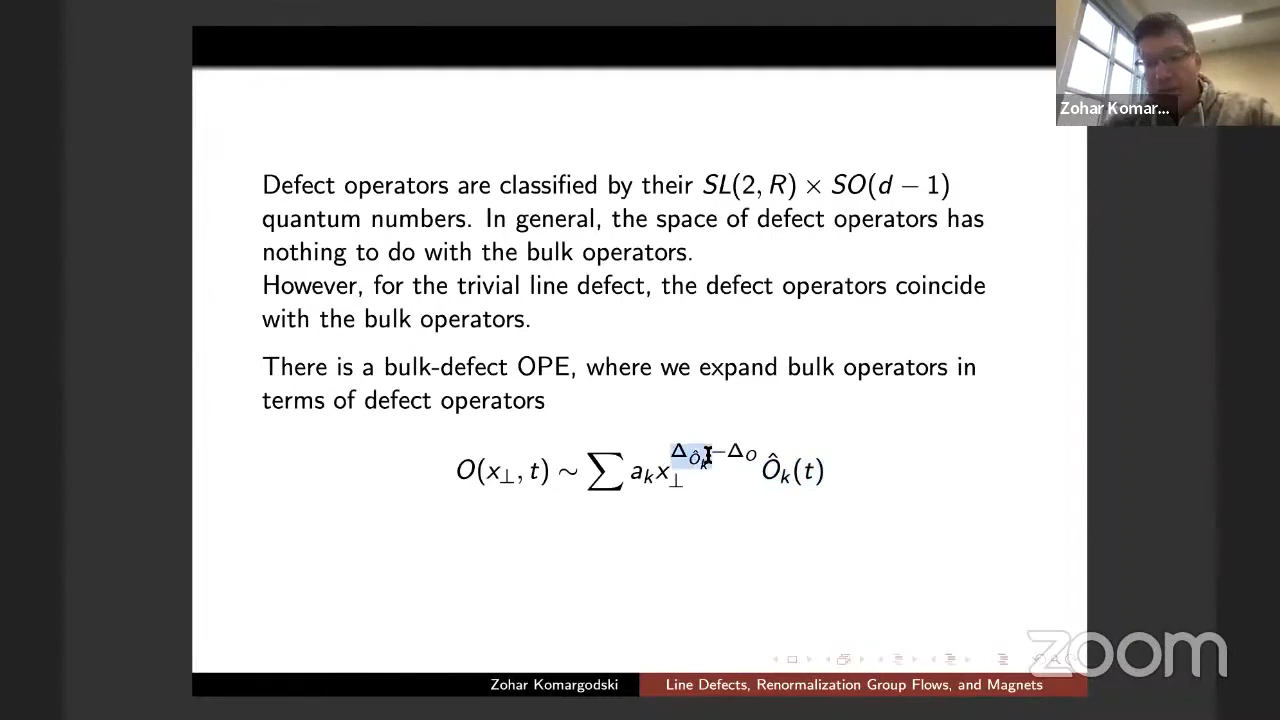 Zohar Komar...
Defect operators are classified by their SL(2, R) × SO(d − 1)
quantum numbers. In general, the space of defect operators has
nothing to do with the bulk operators.
However, for the trivial line defect, the defect operators coincide
with the bulk operators.
There is a bulk-defect OPE, where we expand bulk operators in
terms of defect operators
O(x⊥, t) ∼ ∑ aₖx⊥^{Δ_{Ôₖ}−Δ_O} Ôₖ(t)
zoom
Zohar Komargodski Line Defects, Renormalization Group Flows, and Magnets